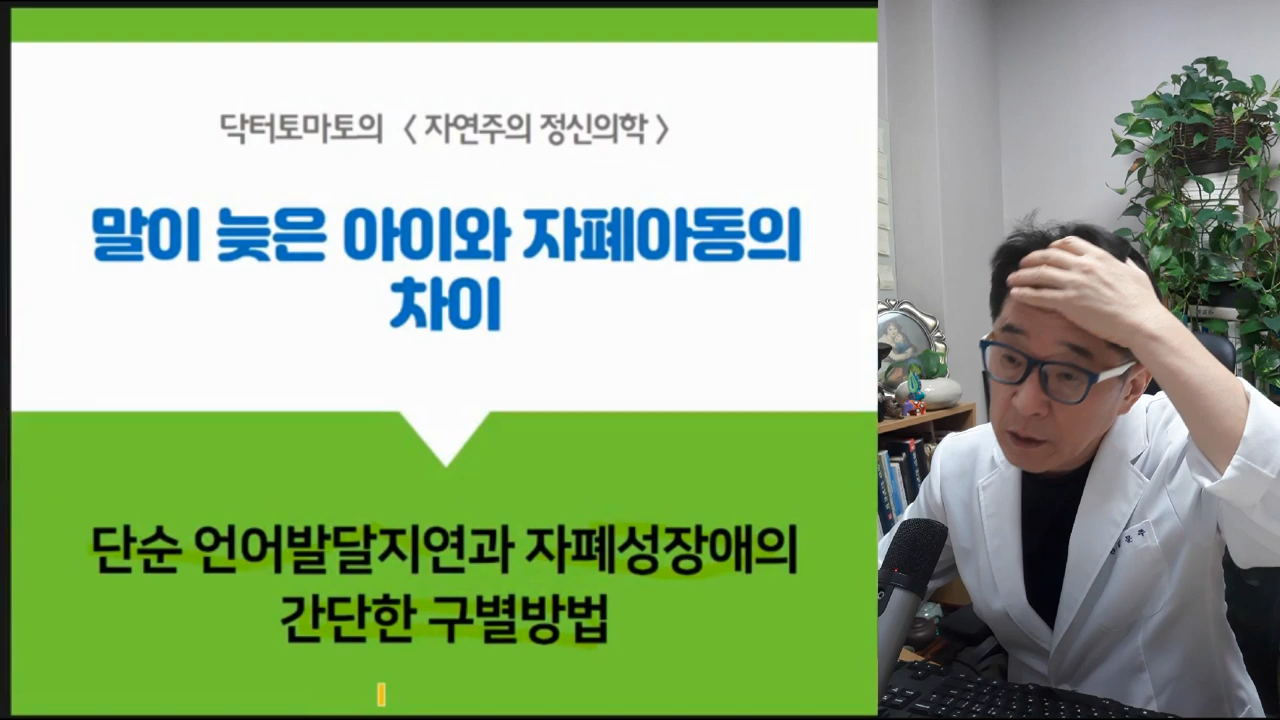 닥터토마토의 〈 자연주의 정신의학 〉
말이 늦은 아이와 자폐아동의
차이
단순 언어발달지연과 자폐성장애의
간단한 구별방법